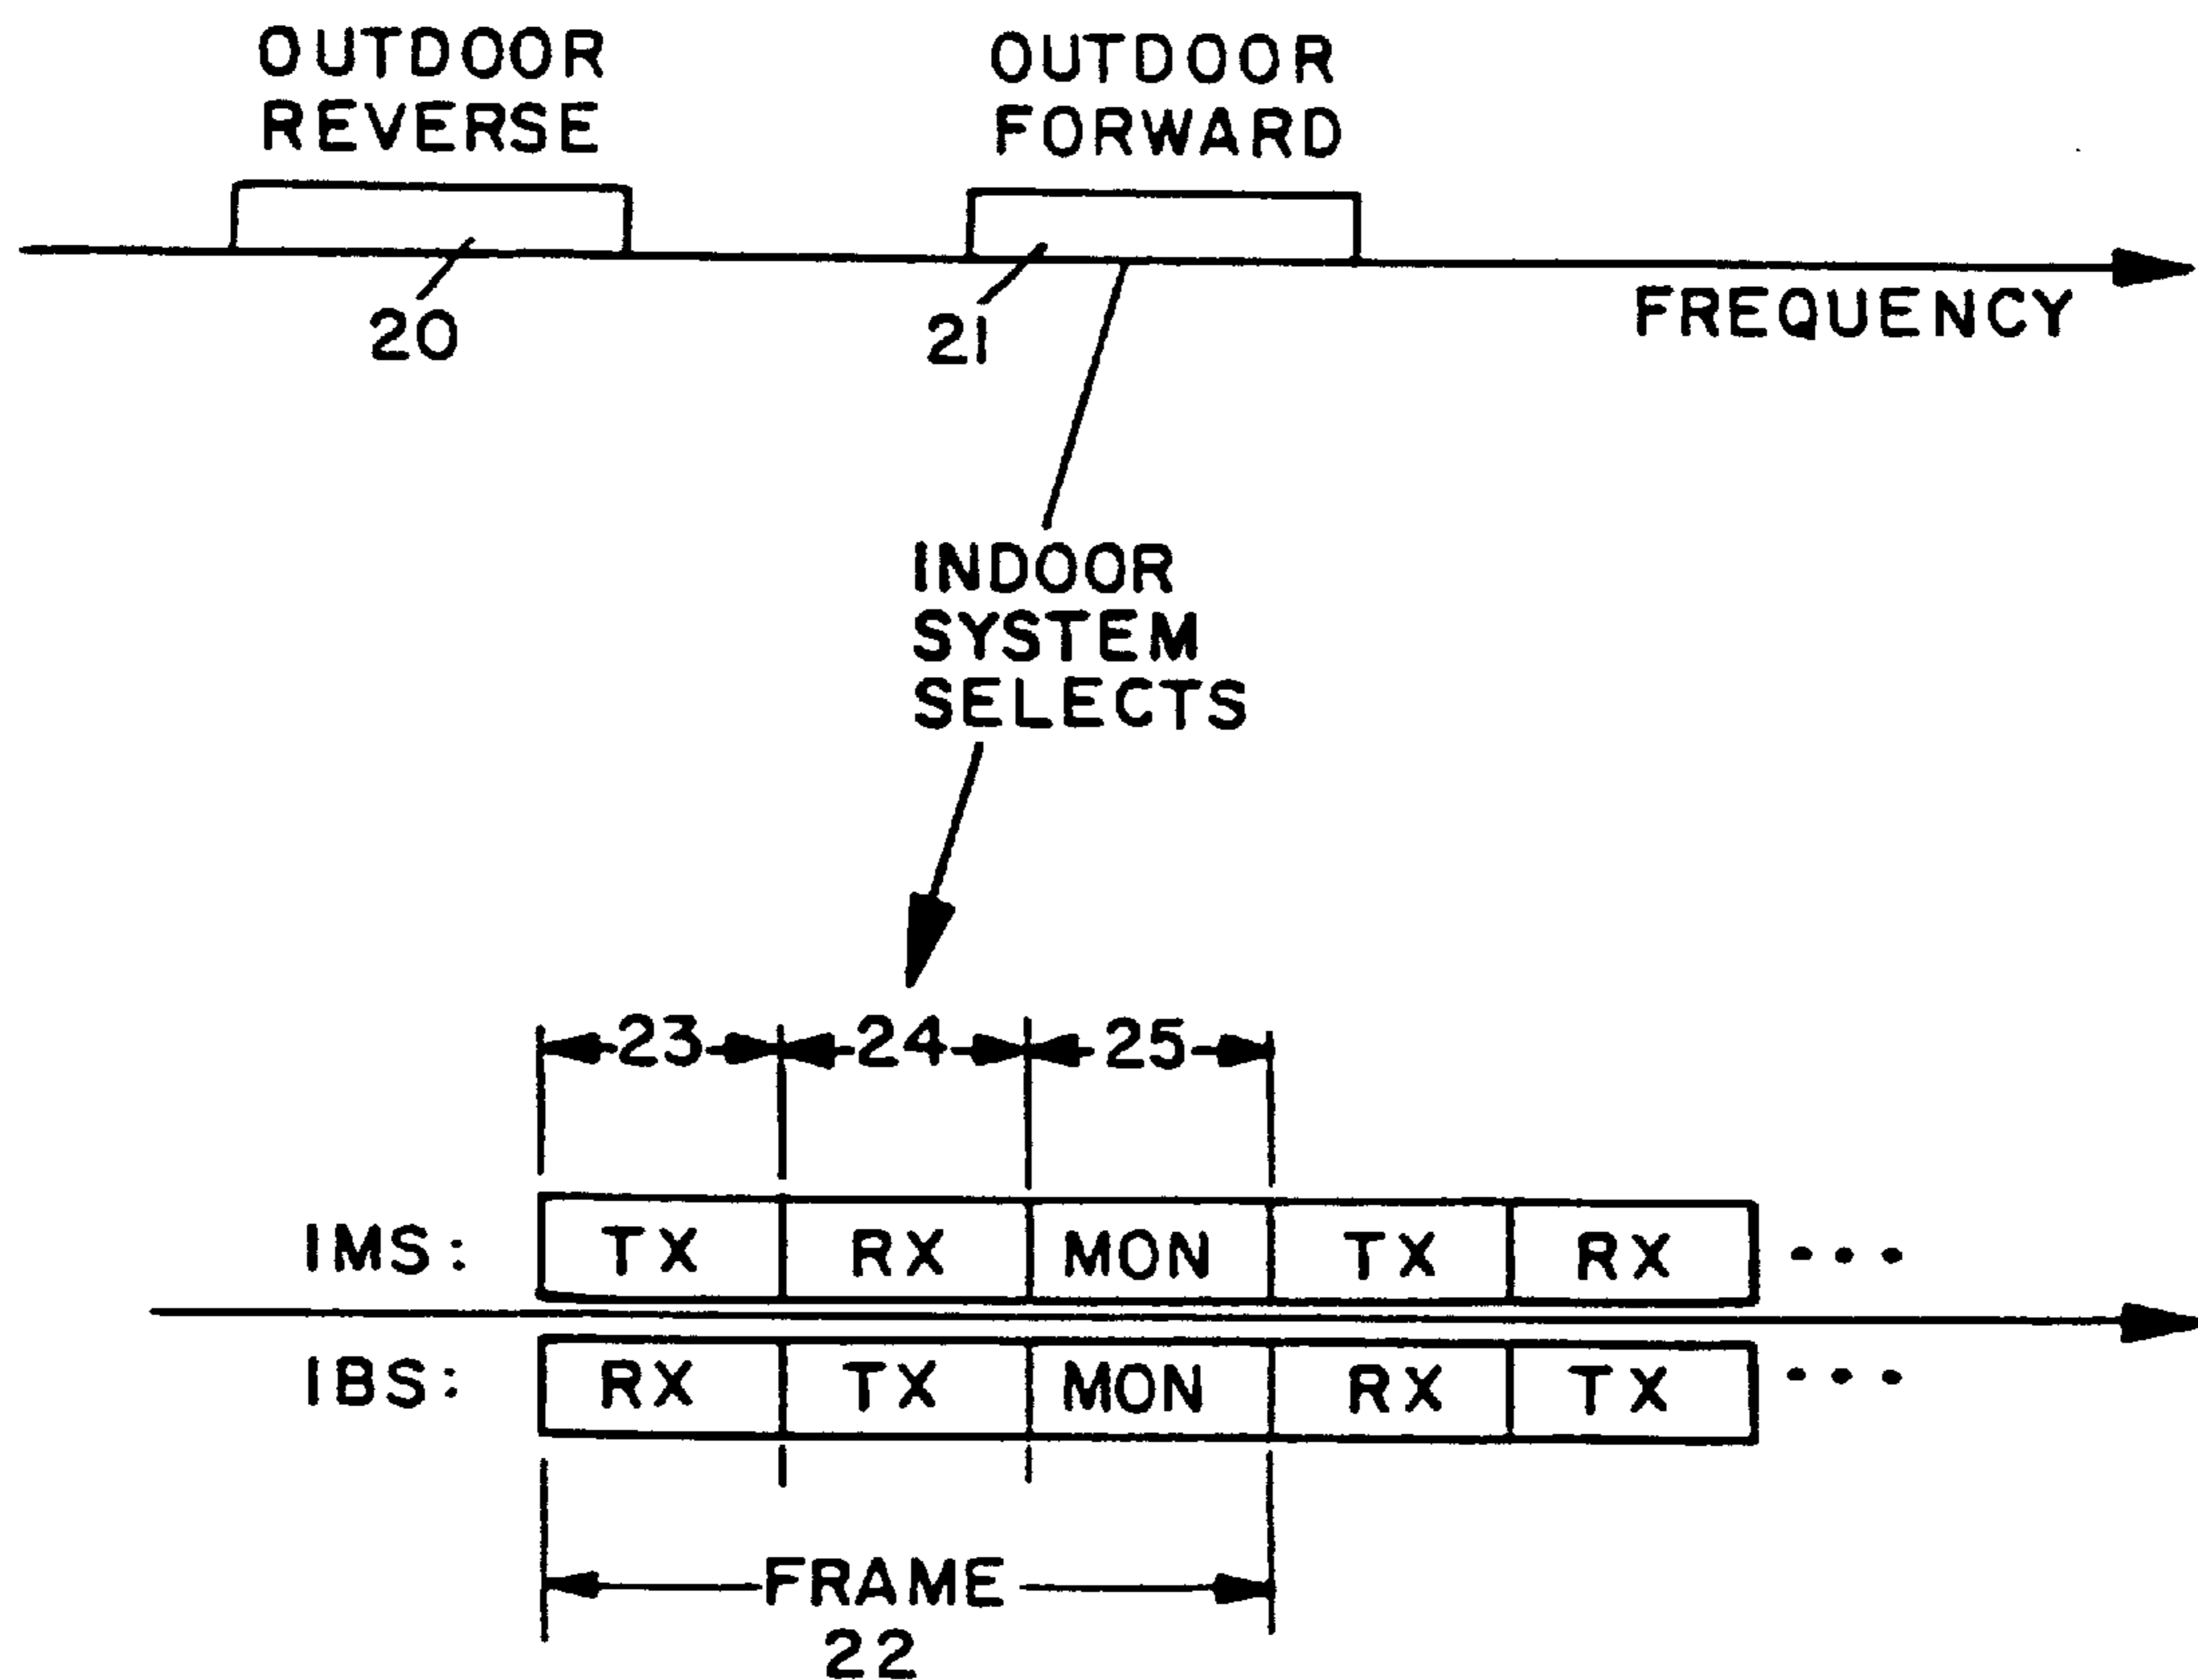 OUTDOOR
REVERSE
OUTDOOR
FORWARD
20
21
FREQUENCY
INDOOR
SYSTEM
SELECTS
23 24 25
IMS: TX RX MON TX RX ...
IBS: RX TX MON RX TX ...
FRAME
22